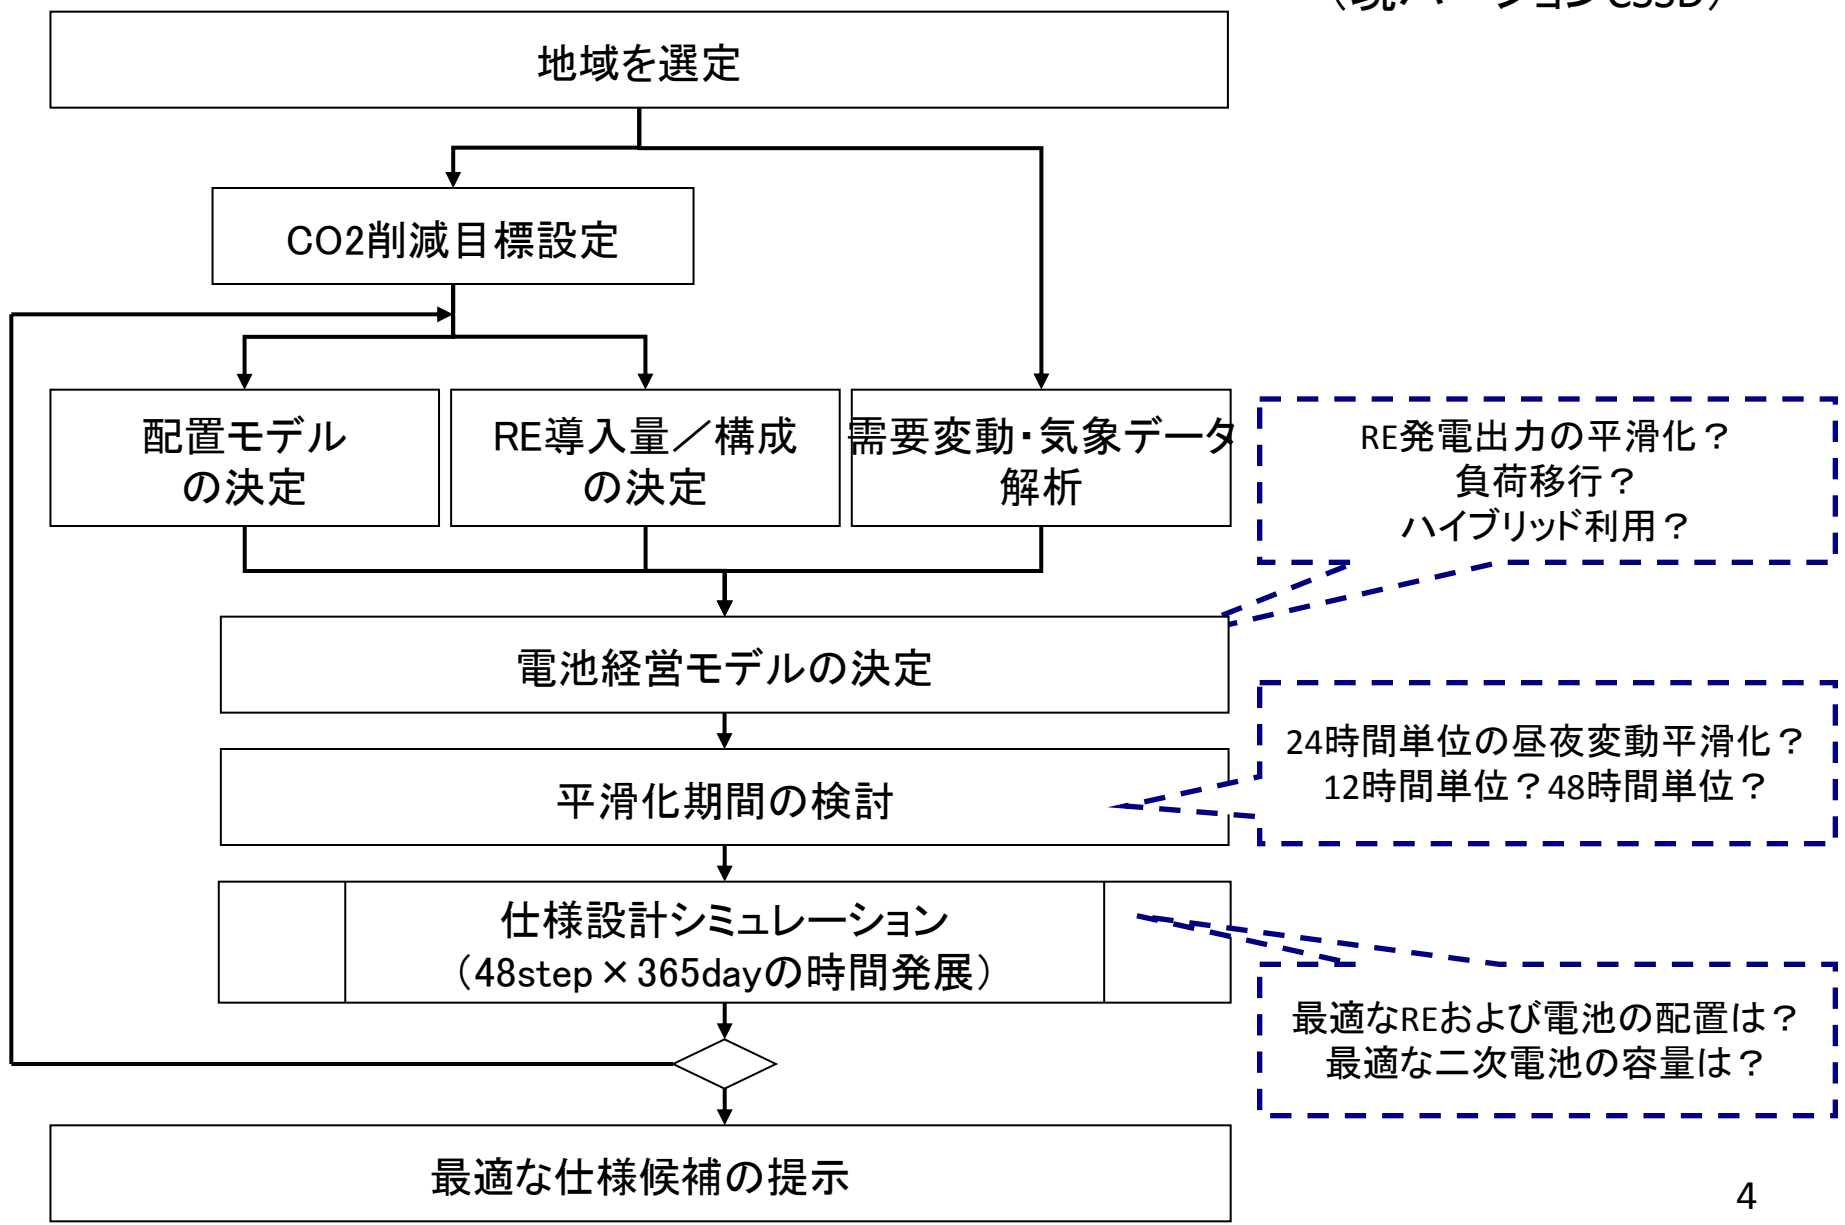 地域を選定
CO2削減目標設定
配置モデル
の決定
RE導入量／構成
の決定
需要変動・気象データ
解析
RE発電出力の平滑化？
負荷移行？
ハイブリッド利用？
電池経営モデルの決定
24時間単位の昼夜変動平滑化？
12時間単位？48時間単位？
平滑化期間の検討
仕様設計シミュレーション
（48step×365dayの時間発展）
最適なREおよび電池の配置は？
最適な二次電池の容量は？
最適な仕様候補の提示
4